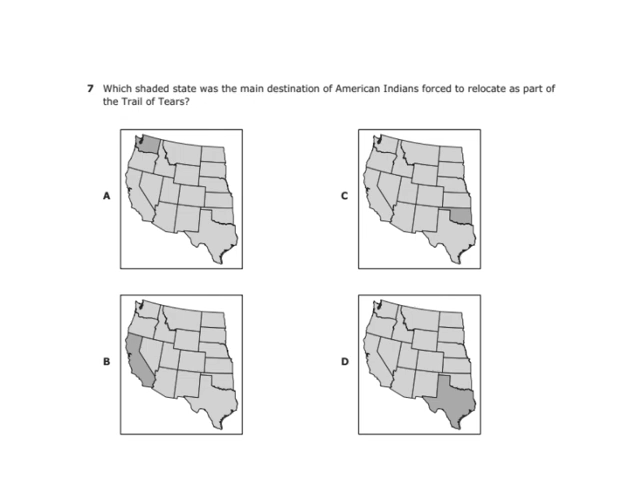 7 Which shaded state was the main destination of American Indians forced to relocate as part of
the Trail of Tears?
A
C
B
D